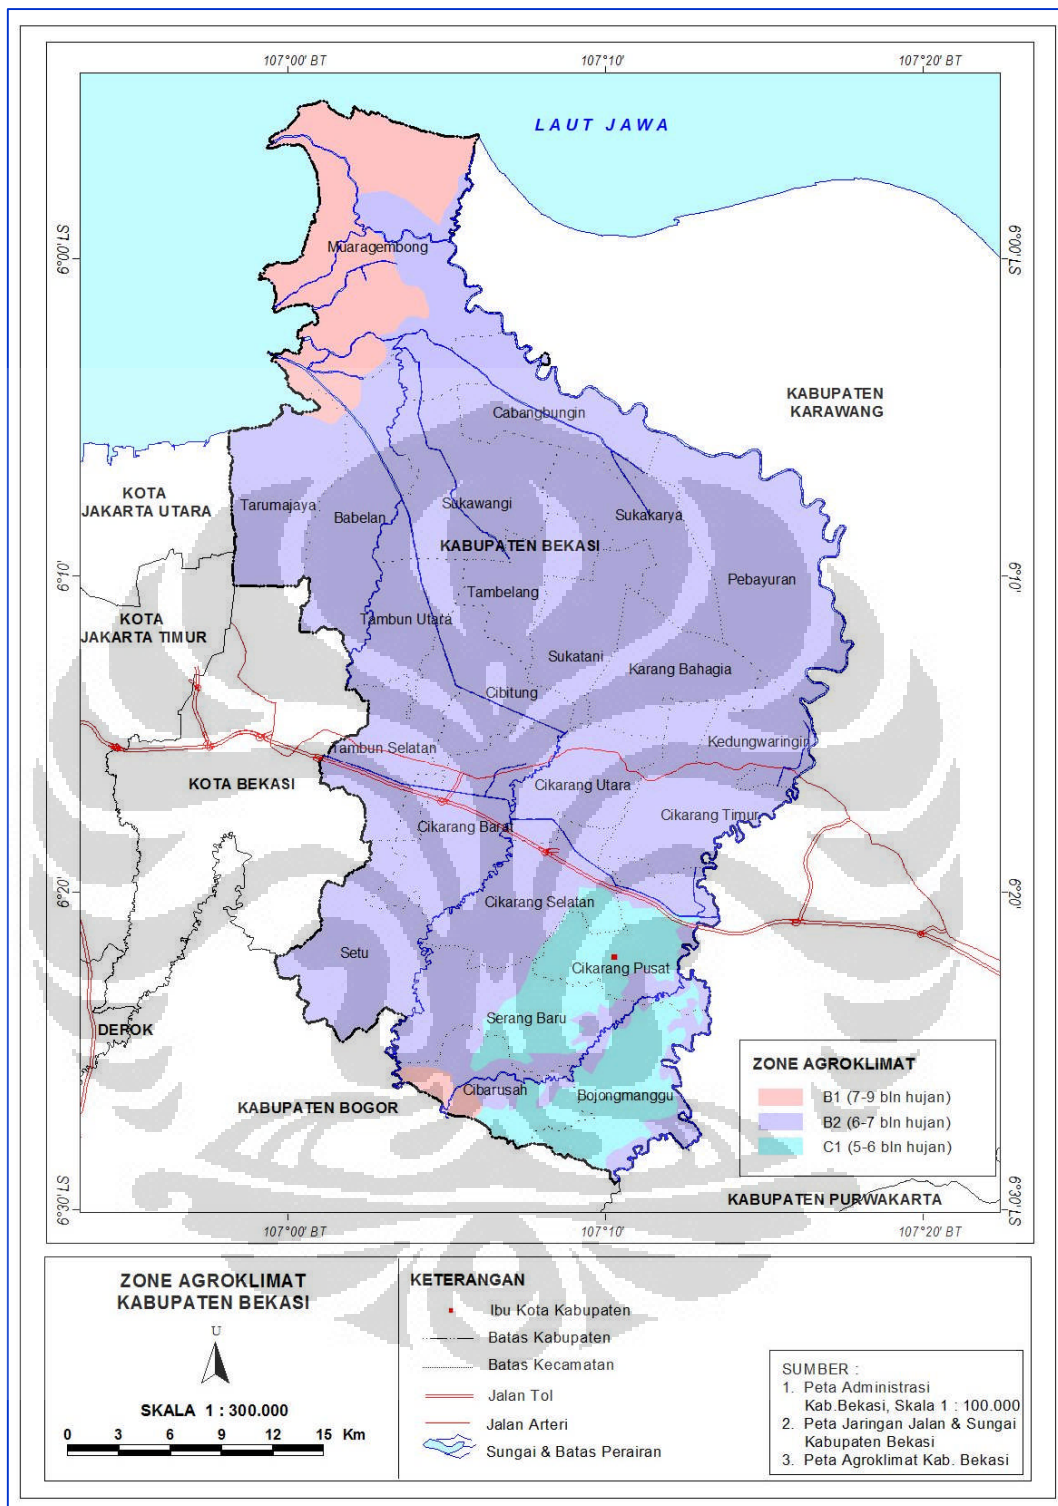 107°00' BT
107°10'
107°20' BT
LAUT JAWA
6°00' LS
6°00' LS
Muaragembong
KABUPATEN
KARAWANG
Cabangbungin
KOTA
JAKARTA UTARA
Tarumajaya
Babelan
Sukawangi
Sukakarya
KABUPATEN BEKASI
6°10'
6°10'
Pebayuran
Tambelang
KOTA
JAKARTA TIMUR
Tambun Utara
Sukatani
Karang Bahagia
Cibitung
Tambun Selatan
Kedungwaringin
KOTA BEKASI
Cikarang Utara
Cikarang Timur
Cikarang Barat
6°20'
6°20'
Cikarang Selatan
Setu
Cikarang Pusat
Serang Baru
DEROK
Cibarusah
Bojongmanggu
KABUPATEN BOGOR
ZONE AGROKLIMAT
B1 (7-9 bln hujan)
B2 (6-7 bln hujan)
C1 (5-6 bln hujan)
KABUPATEN PURWAKARTA
6°30' LS
6°30' LS
107°00' BT
107°10'
107°20' BT
ZONE AGROKLIMAT
KABUPATEN BEKASI
U
SKALA 1 : 300.000
0 3 6 9 12 15 Km
KETERANGAN
Ibu Kota Kabupaten
Batas Kabupaten
Batas Kecamatan
Jalan Tol
Jalan Arteri
Sungai & Batas Perairan
SUMBER :
1. Peta Administrasi
Kab.Bekasi, Skala 1 : 100.000
2. Peta Jaringan Jalan & Sungai
Kabupaten Bekasi
3. Peta Agroklimat Kab. Bekasi